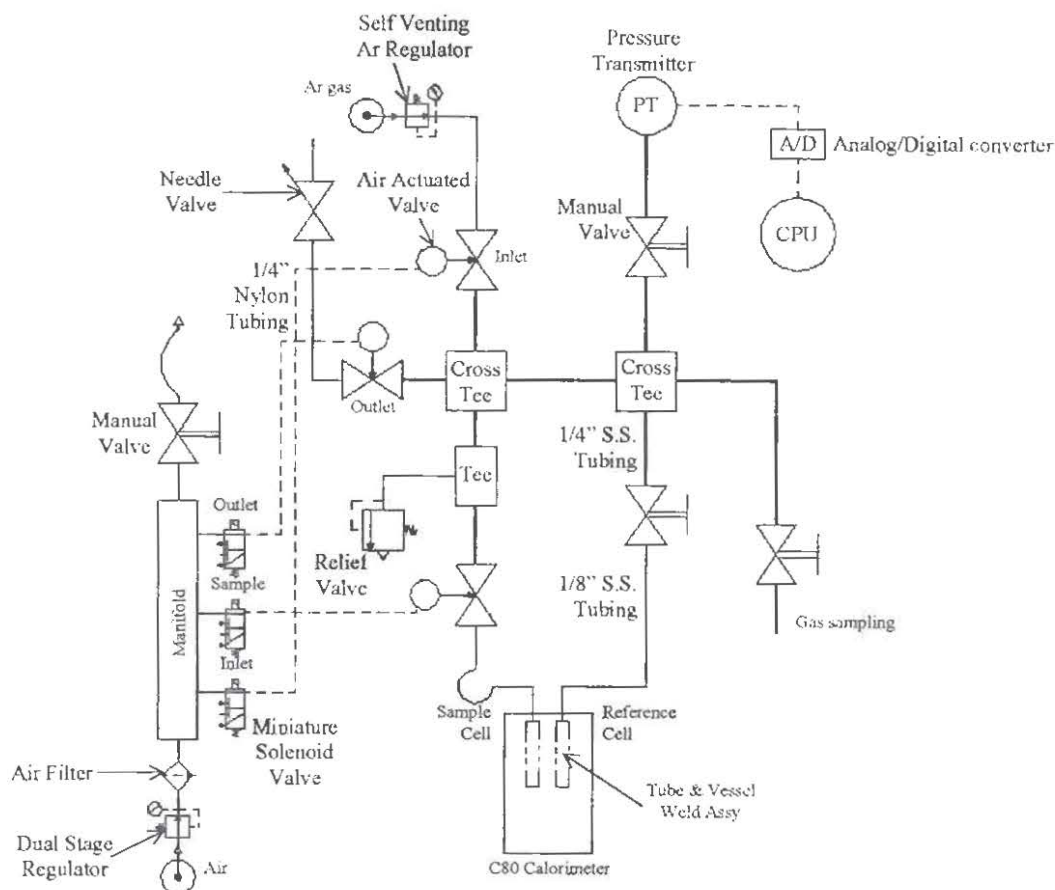 Self Venting
Ar Regulator
Ar gas
Pressure
Transmitter
PT
A/D
Analog/Digital converter
CPU
Needle
Valve
Air Actuated
Valve
Inlet
Manual
Valve
1/4"
Nylon
Tubing
Cross
Tee
Cross
Tee
Outlet
Manual
Valve
1/4" S.S.
Tubing
Tee
Outlet
Relief
Valve
Sample
1/8" S.S.
Tubing
Gas sampling
Manifold
Inlet
Sample
Cell
Reference
Cell
Miniature
Solenoid
Valve
Air Filter
Tube & Vessel
Weld Assy
Dual Stage
Regulator
Air
C80 Calorimeter